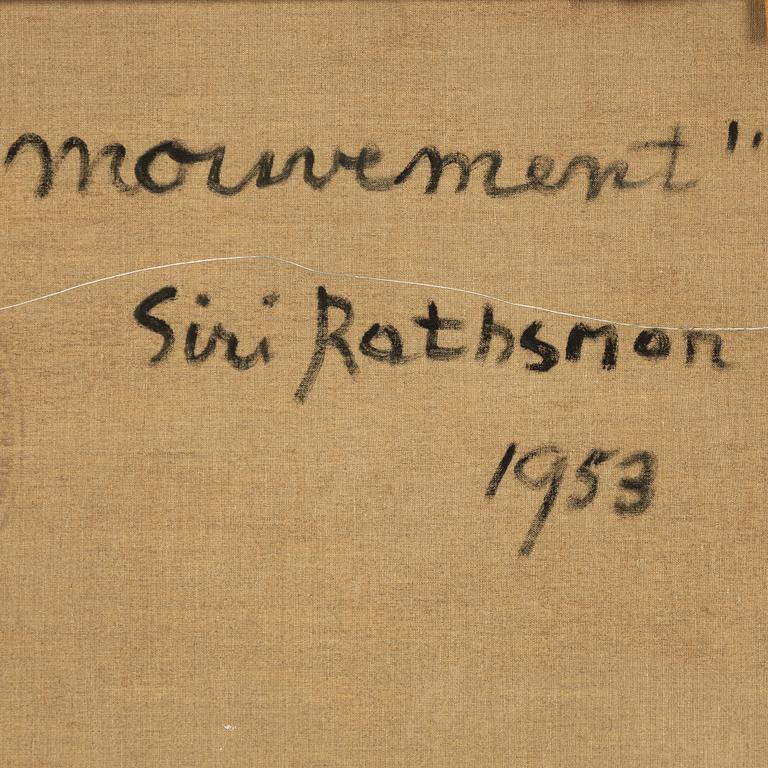 mouvement"
Siri Rathsman
1953